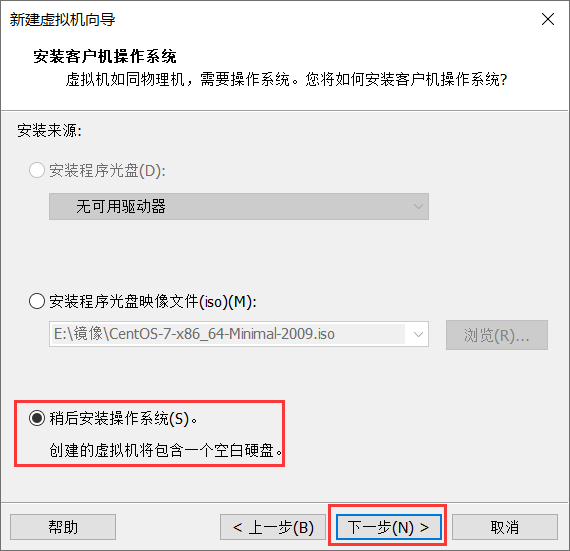 新建虚拟机向导
安装客户机操作系统
虚拟机如同物理机，需要操作系统。您将如何安装客户机操作系统?
安装来源:
安装程序光盘(D):
无可用驱动器
安装程序光盘映像文件(iso)(M):
E:\镜像\CentOS-7-x86_64-Minimal-2009.iso
浏览(R)...
稍后安装操作系统(S)。
创建的虚拟机将包含一个空白硬盘。
帮助
< 上一步(B)
下一步(N) >
取消